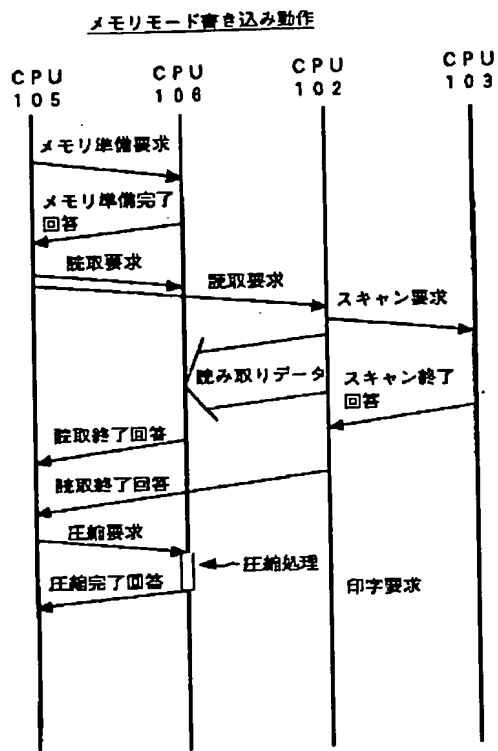 メモリモード書き込み動作
CPU CPU CPU CPU
105 106 102 103
メモリ準備要求
メモリ準備完了
回答
読取要求
読取要求
スキャン要求
読み取りデータ
スキャン終了
回答
読取終了回答
読取終了回答
圧縮要求
圧縮処理
圧縮完了回答
印字要求